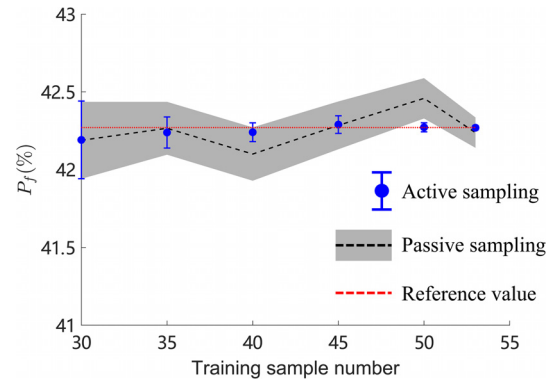 43
42.5
42
41.5
41
P_f(%)
30 35 40 45 50 55
Training sample number
Active sampling
Passive sampling
Reference value